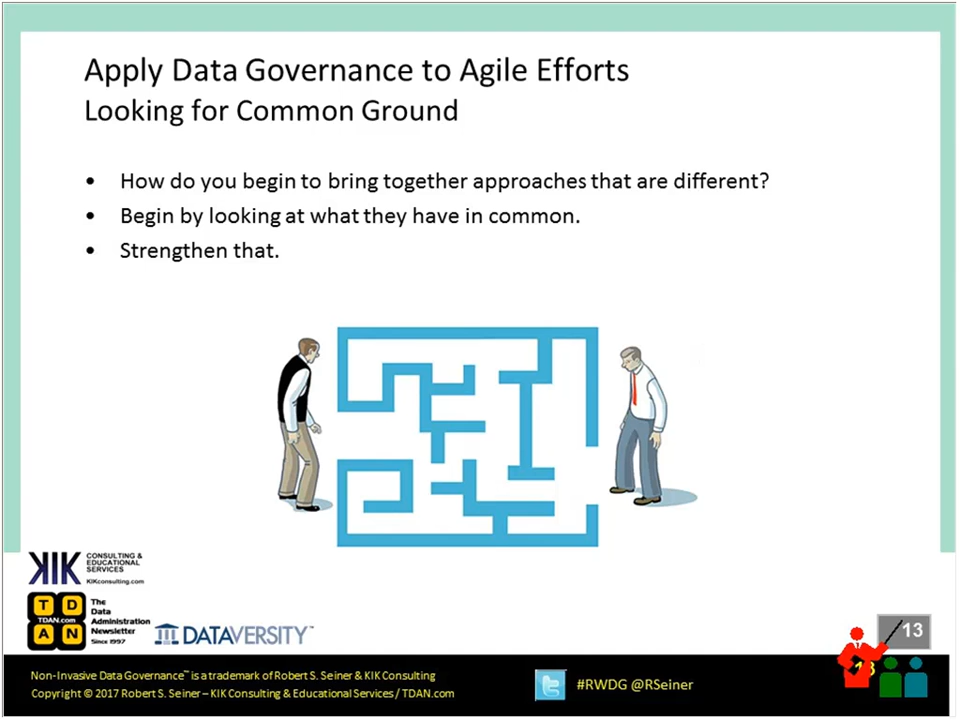 Apply Data Governance to Agile Efforts
Looking for Common Ground
• How do you begin to bring together approaches that are different?
• Begin by looking at what they have in common.
• Strengthen that.
KIK CONSULTING &
EDUCATIONAL
SERVICES
KIKconsulting.com
T D
TDAN.com
A N
The
Data
Administration
Newsletter
Since 1997
DATAVERSITY™
13
13
Non-Invasive Data Governance™ is a trademark of Robert S. Seiner & KIK Consulting
Copyright © 2017 Robert S. Seiner – KIK Consulting & Educational Services / TDAN.com
#RWDG @RSeiner